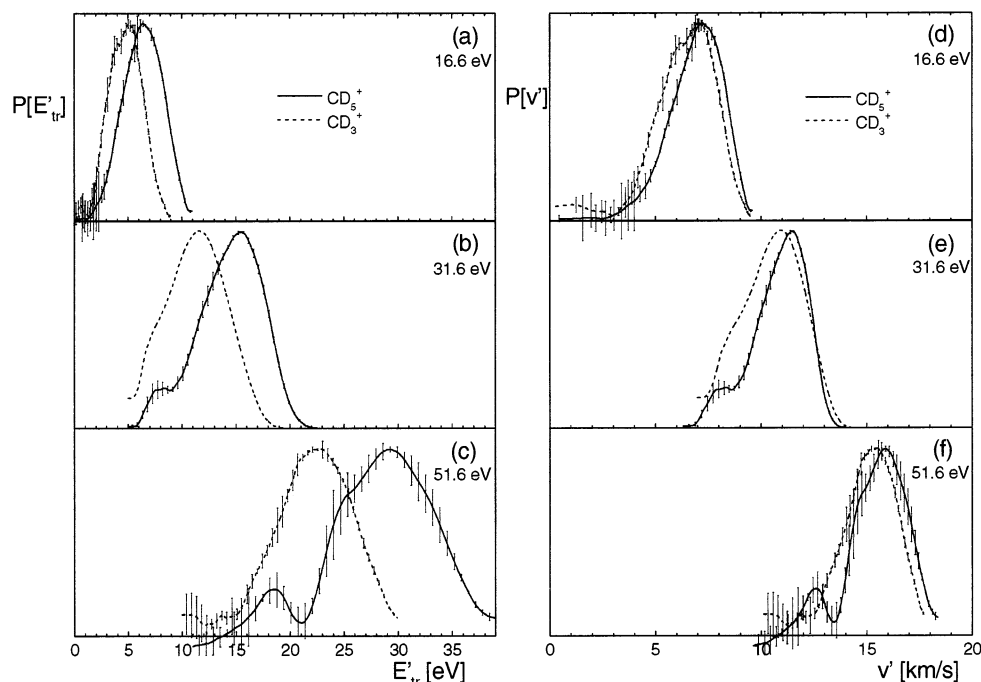 (a)
16.6 eV
P[E'tr]
CD5+
CD3+
(b)
31.6 eV
(c)
51.6 eV
0 5 10 15 20 25 30 35
E'tr [eV]
(d)
16.6 eV
P[v']
CD5+
CD3+
(e)
31.6 eV
(f)
51.6 eV
0 5 10 15 20
v' [km/s]